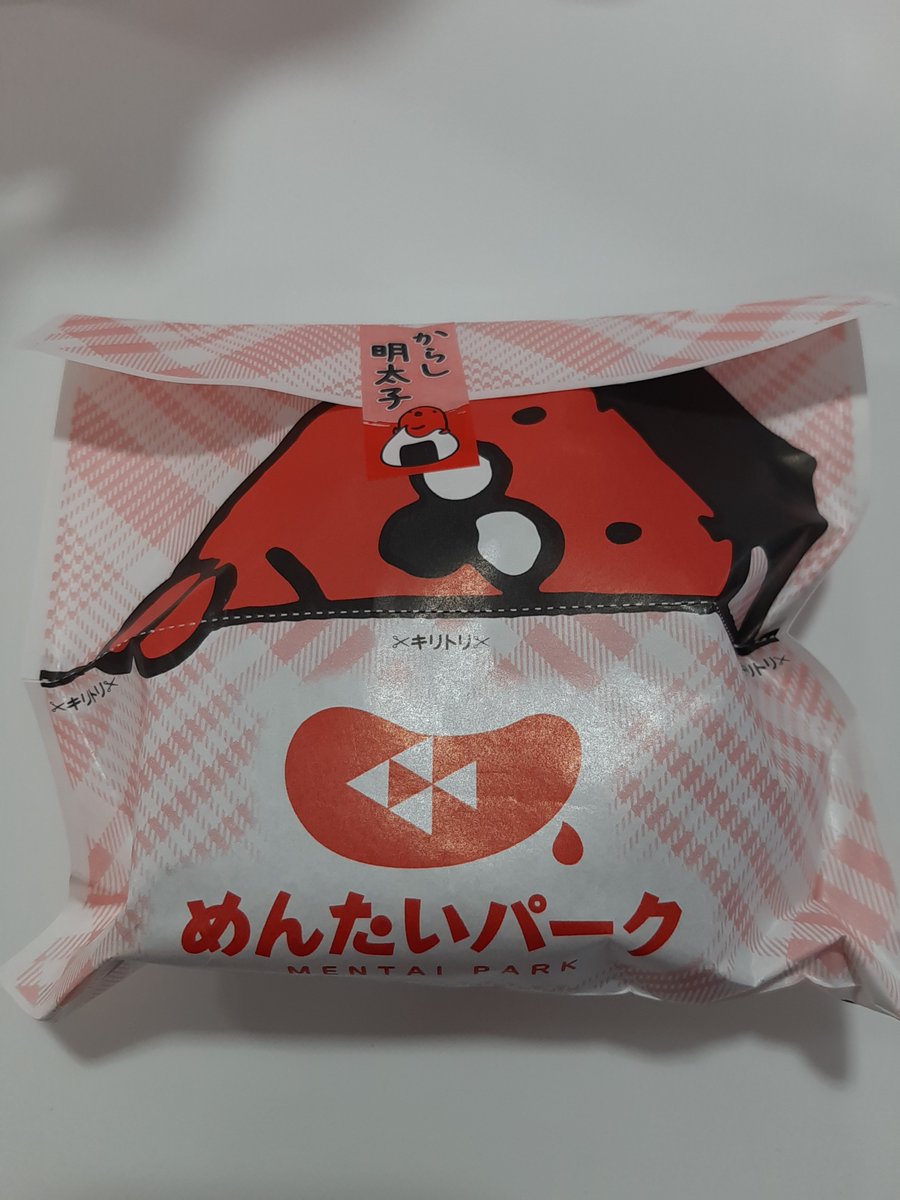 からし
明太子
✂キリトリ✂
✂キリトリ✂
キリトリ✂
めんたいパーク
MENTAI PARK